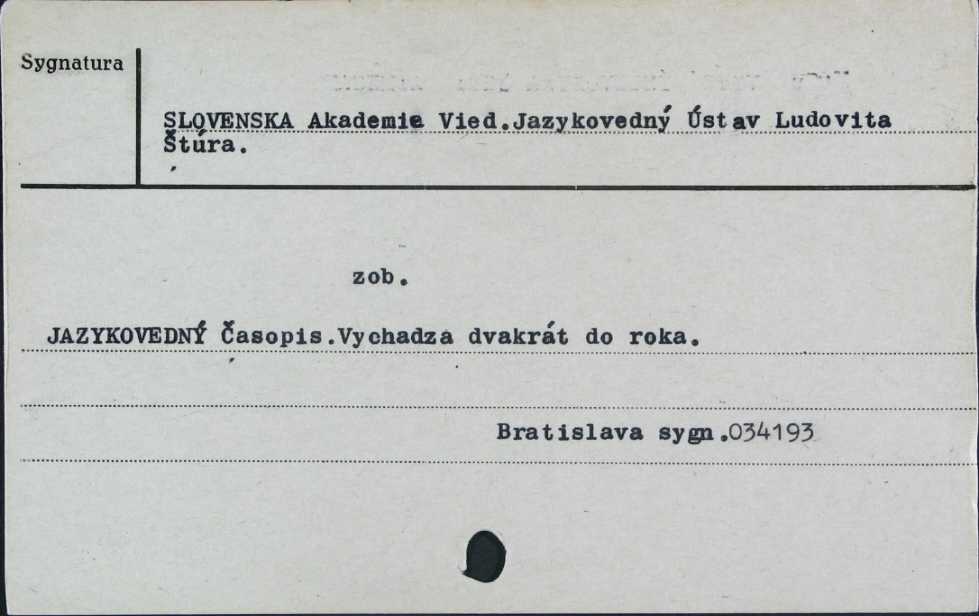 Sygnatura
SLOVENSKA Akademie Vied.Jazykovedný Ústav Ludovita
Štúra.
zob.
JAZYKOVEDNÝ Časopis.Vychadza dvakrát do roka.
Bratislava sygn.034193